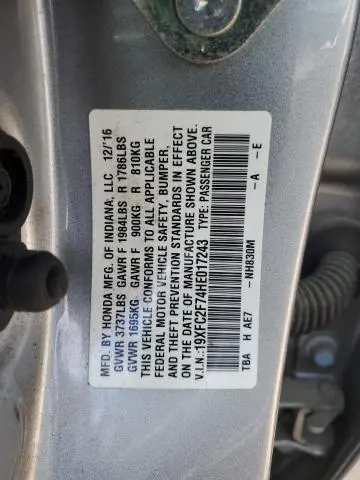 MFD. BY HONDA MFG. OF INDIANA, LLC 12/'16
GVWR 3737LBS GAWR F 1984LBS R 1786LBS
GVWR 1695KG GAWR F 900KG R 810KG
THIS VEHICLE CONFORMS TO ALL APPLICABLE
FEDERAL MOTOR VEHICLE SAFETY, BUMPER,
AND THEFT PREVENTION STANDARDS IN EFFECT
ON THE DATE OF MANUFACTURE SHOWN ABOVE.
V.I.N.:19XFC2F74HE017243 TYPE: PASSENGER CAR
TBA H AE7 -NH830M -A -E